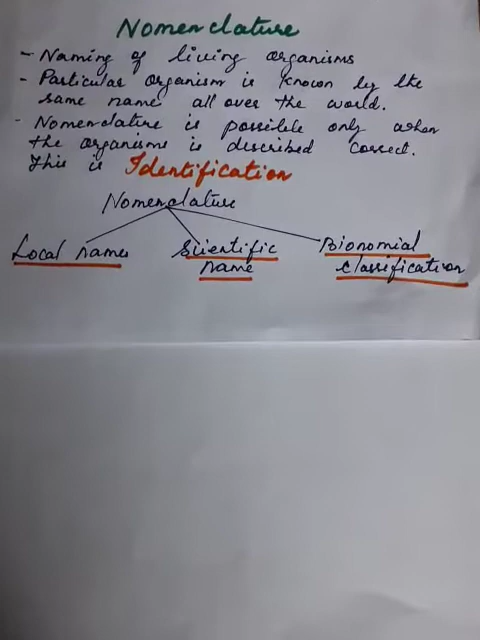 Nomenclature
- Naming of living organisms
- Particular organism is known by the
same name all over the world.
- Nomenclature is possible only when
the organisms is described correct.
This is Identification
Nomenclature
Local names Scientific Bionomial
name classification